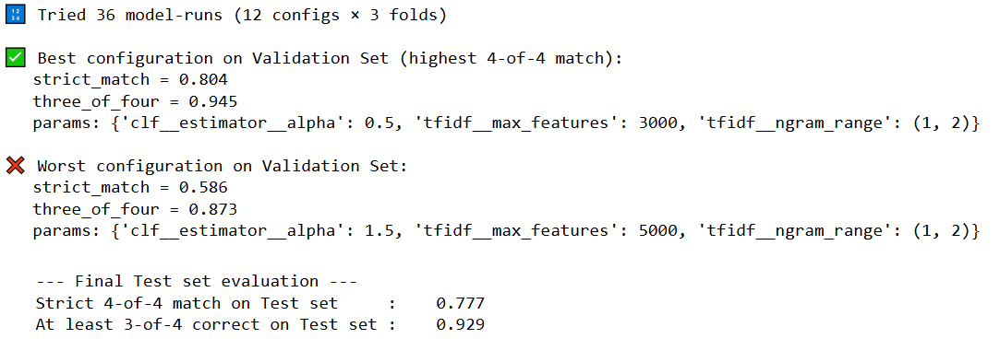 🔢 Tried 36 model-runs (12 configs × 3 folds)
✅ Best configuration on Validation Set (highest 4-of-4 match):
strict_match = 0.804
three_of_four = 0.945
params: {'clf__estimator__alpha': 0.5, 'tfidf__max_features': 3000, 'tfidf__ngram_range': (1, 2)}
❌ Worst configuration on Validation Set:
strict_match = 0.586
three_of_four = 0.873
params: {'clf__estimator__alpha': 1.5, 'tfidf__max_features': 5000, 'tfidf__ngram_range': (1, 2)}
--- Final Test set evaluation ---
Strict 4-of-4 match on Test set     :    0.777
At least 3-of-4 correct on Test set :    0.929